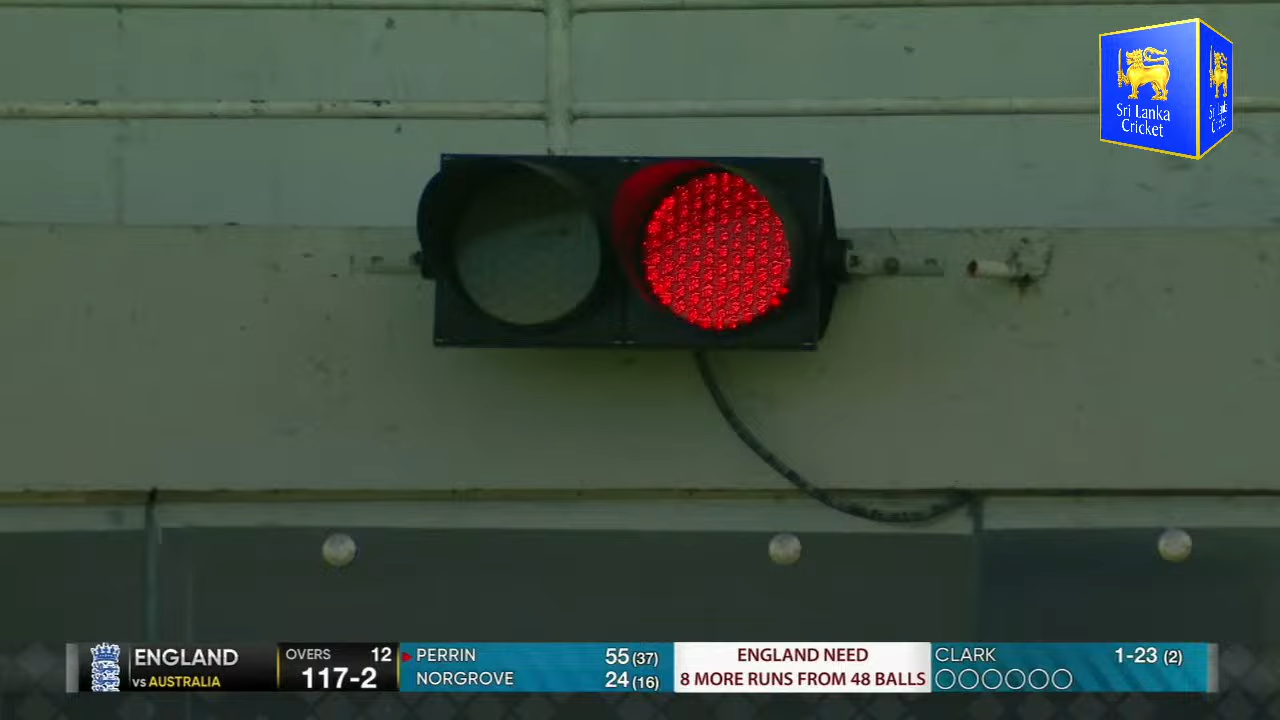 Sri Lanka
Cricket
ENGLAND
vs AUSTRALIA
OVERS 12
117-2
PERRIN 55 (37)
NORGROVE 24 (16)
ENGLAND NEED
8 MORE RUNS FROM 48 BALLS
CLARK 1-23 (2)